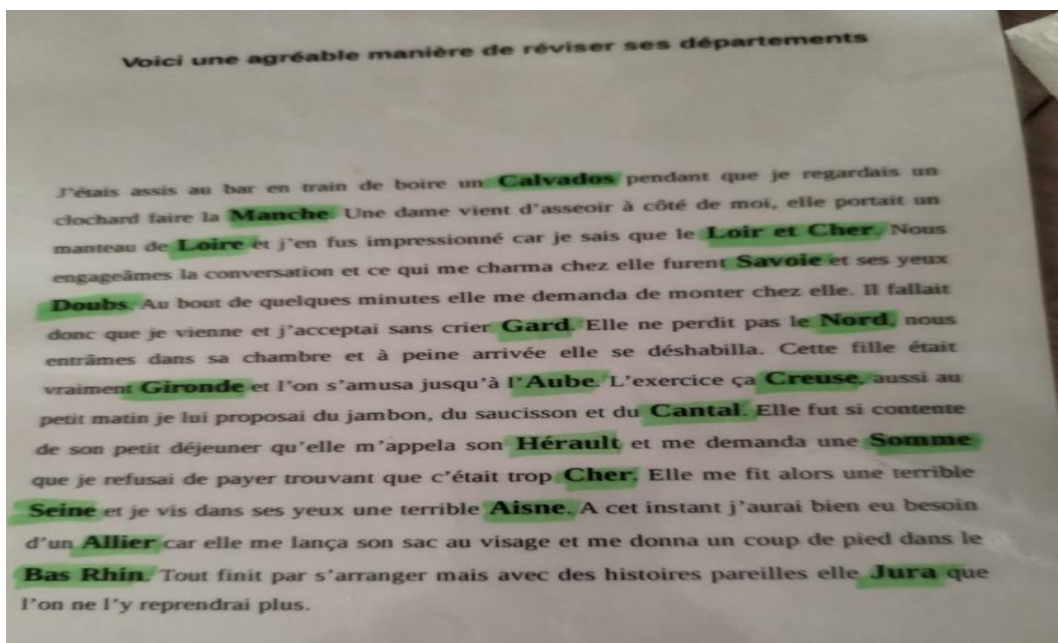 Voici une agréable manière de réviser ses départements
J'étais assis au bar en train de boire un Calvados pendant que je regardais un
clochard faire la Manche. Une dame vient d'asseoir à côté de moi, elle portait un
manteau de Loire et j'en fus impressionné car je sais que le Loir et Cher. Nous
engageâmes la conversation et ce qui me charma chez elle furent Savoie et ses yeux
Doubs. Au bout de quelques minutes elle me demanda de monter chez elle. Il fallait
donc que je vienne et j'acceptai sans crier Gard. Elle ne perdit pas le Nord, nous
entrâmes dans sa chambre et à peine arrivée elle se déshabilla. Cette fille était
vraiment Gironde et l'on s'amusa jusqu'à l'Aube. L'exercice ça Creuse, aussi au
petit matin je lui proposai du jambon, du saucisson et du Cantal. Elle fut si contente
de son petit déjeuner qu'elle m'appela son Hérault et me demanda une Somme
que je refusai de payer trouvant que c'était trop Cher. Elle me fit alors une terrible
Seine et je vis dans ses yeux une terrible Aisne. A cet instant j'aurai bien eu besoin
d'un Allier car elle me lança son sac au visage et me donna un coup de pied dans le
Bas Rhin. Tout finit par s'arranger mais avec des histoires pareilles elle Jura que
l'on ne l'y reprendrai plus.